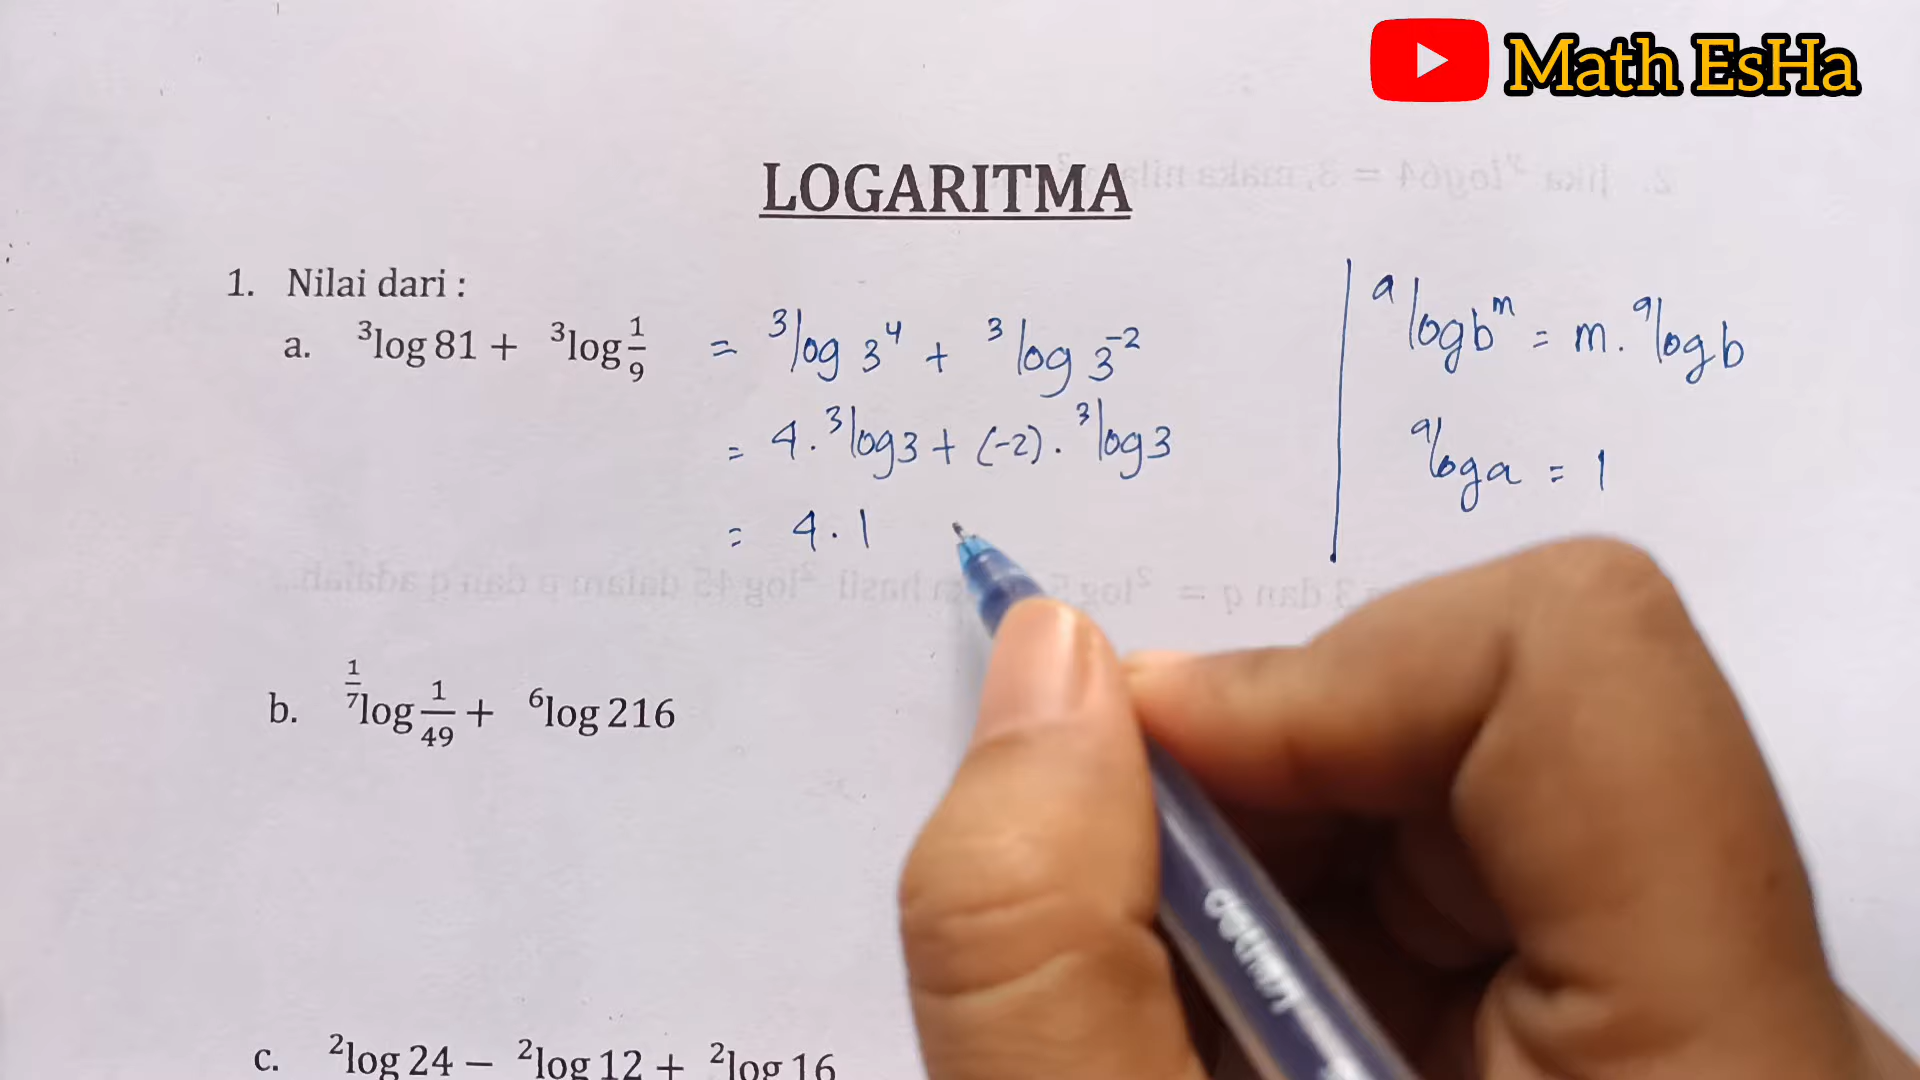 Math EsHa
LOGARITMA
1. Nilai dari :
a. ³log 81 + ³log 1/9 = ³log 3⁴ + ³log 3⁻²
= 4 . ³log 3 + (-2) . ³log 3
= 4 . 1
ᵃlog bᵐ = m . ᵃlog b
ᵃlog a = 1
b. ¹/⁷log 1/49 + ⁶log 216
c. ²log 24 − ²log 12 + ²log 16